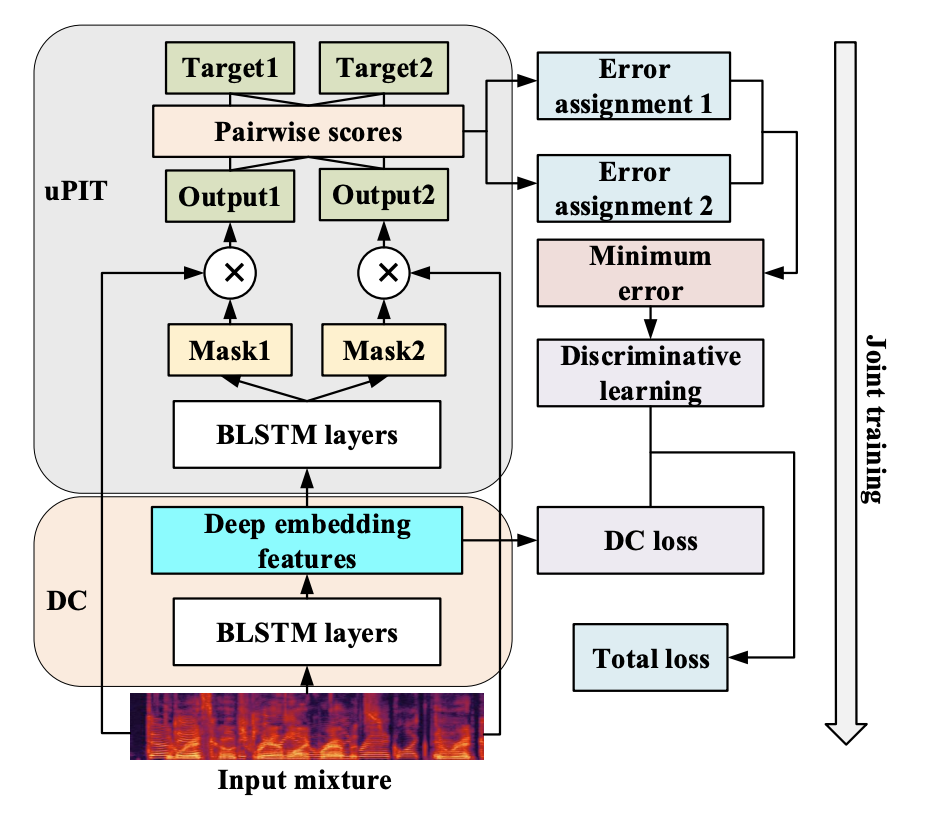 Target1
Target2
Pairwise scores
uPIT
Output1
Output2
×
×
Mask1
Mask2
BLSTM layers
Deep embedding
features
DC
BLSTM layers
Input mixture
Error
assignment 1
Error
assignment 2
Minimum
error
Discriminative
learning
DC loss
Total loss
Joint training